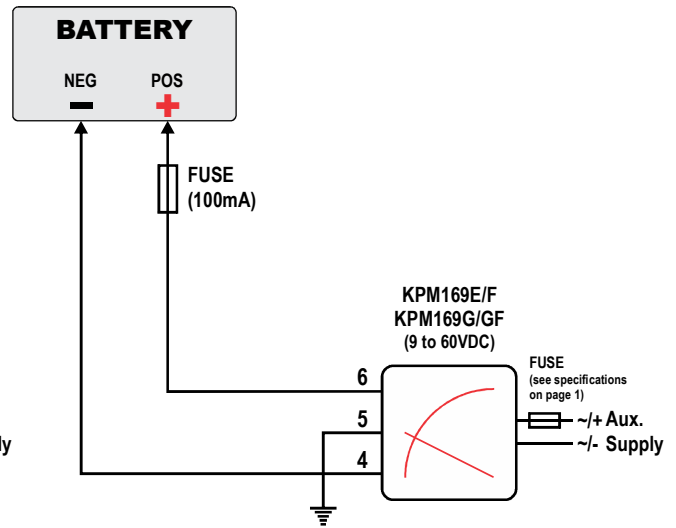 BATTERY
NEG
POS
FUSE
(100mA)
KPM169E/F
KPM169G/GF
(9 to 60VDC)
FUSE
(see specifications
on page 1)
6
5
4
~/+ Aux.
~/- Supply
ly